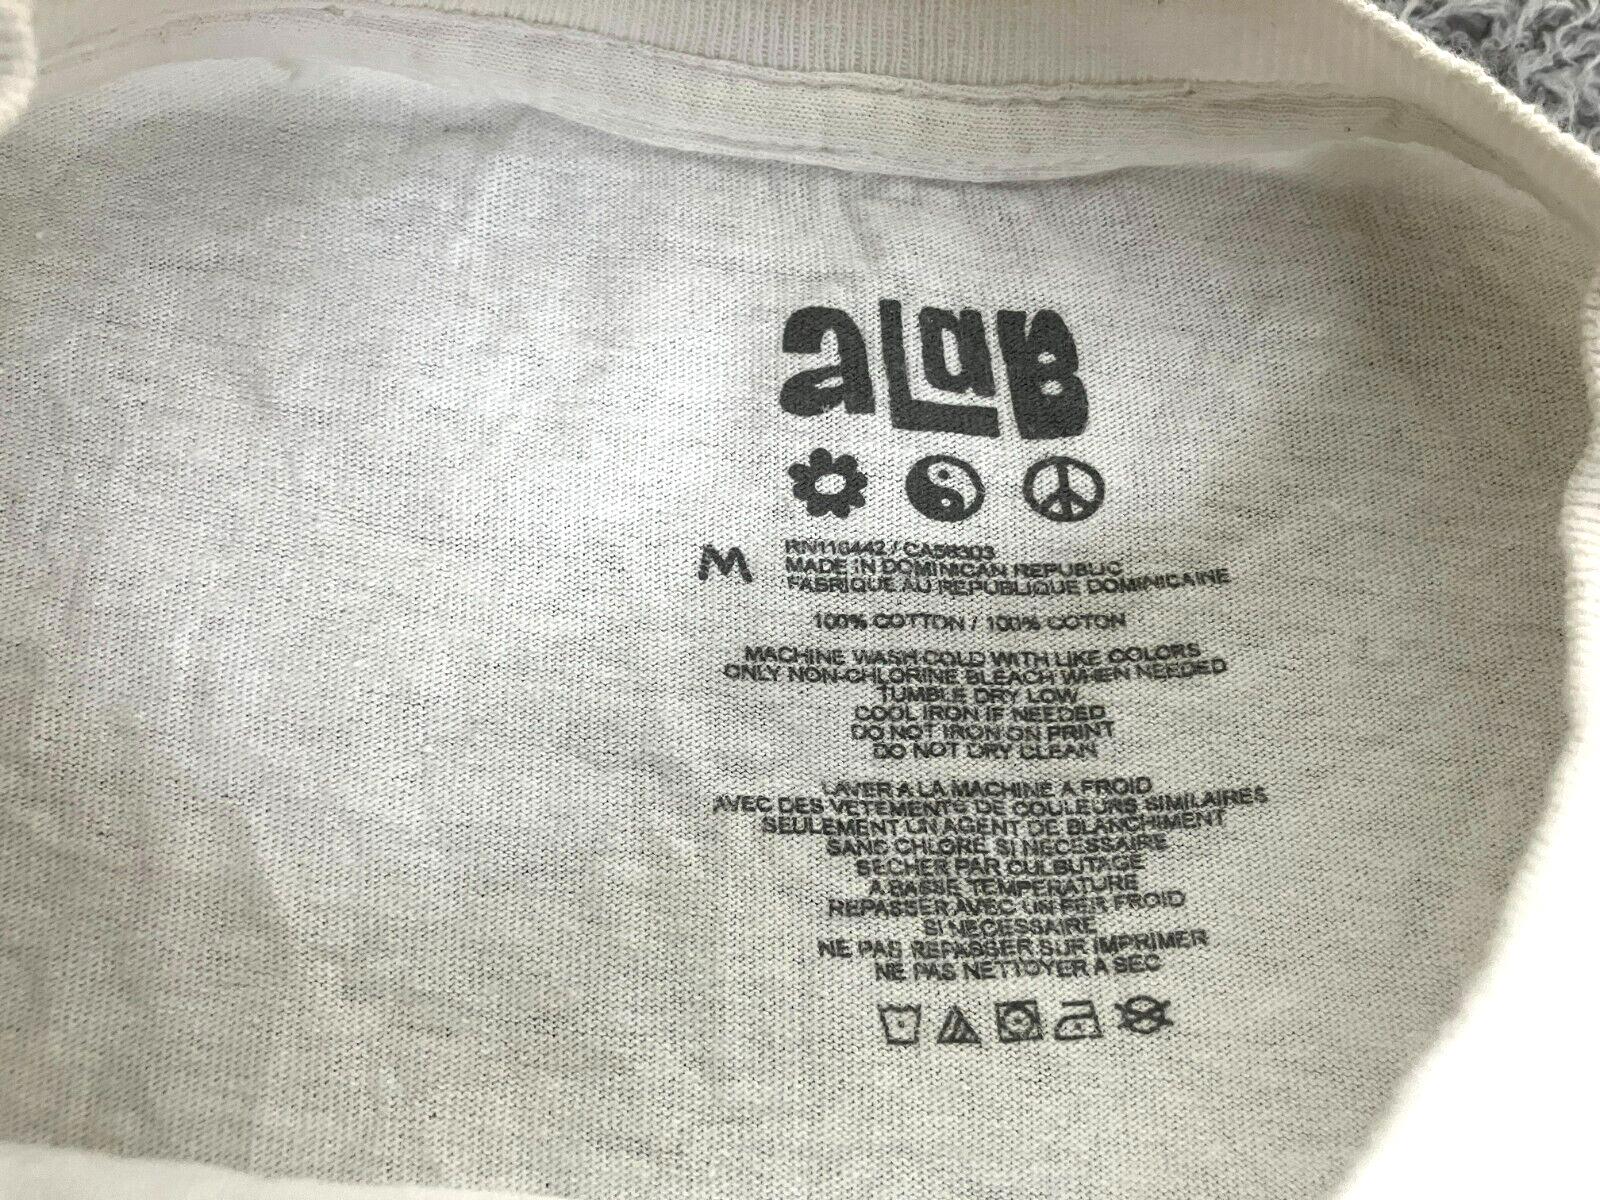 aLaB
M
RN116442 / CA58303
MADE IN DOMINICAN REPUBLIC
FABRIQUE AU REPUBLIQUE DOMINICAINE
100% COTTON / 100% COTON
MACHINE WASH COLD WITH LIKE COLORS
ONLY NON-CHLORINE BLEACH WHEN NEEDED
TUMBLE DRY LOW
COOL IRON IF NEEDED
DO NOT IRON ON PRINT
DO NOT DRY CLEAN
LAVER A LA MACHINE A FROID
AVEC DES VETEMENTS DE COULEURS SIMILAIRES
SEULEMENT UN AGENT DE BLANCHIMENT
SANS CHLORE SI NECESSAIRE
SECHER PAR CULBUTAGE
A BASSE TEMPERATURE
REPASSER AVEC UN FER FROID
SI NECESSAIRE
NE PAS REPASSER SUR IMPRIMER
NE PAS NETTOYER A SEC